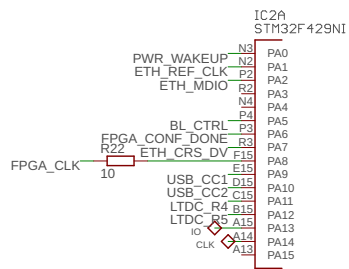 IC2A
STM32F429NI
PWR_WAKEUP N3 PA0
ETH_REF_CLK N2 PA1
ETH_MDIO P2 PA2
R2 PA3
N4 PA4
BL_CTRL P4 PA5
FPGA_CONF_DONE P3 PA6
ETH_CRS_DV R3 PA7
R22
FPGA_CLK F15 PA8
10
E15 PA9
USB_CC1 D15 PA10
USB_CC2 C15 PA11
LTDC_R4 B15 PA12
LTDC_R5 A15 PA13
IO
CLK A14 PA14
A13 PA15